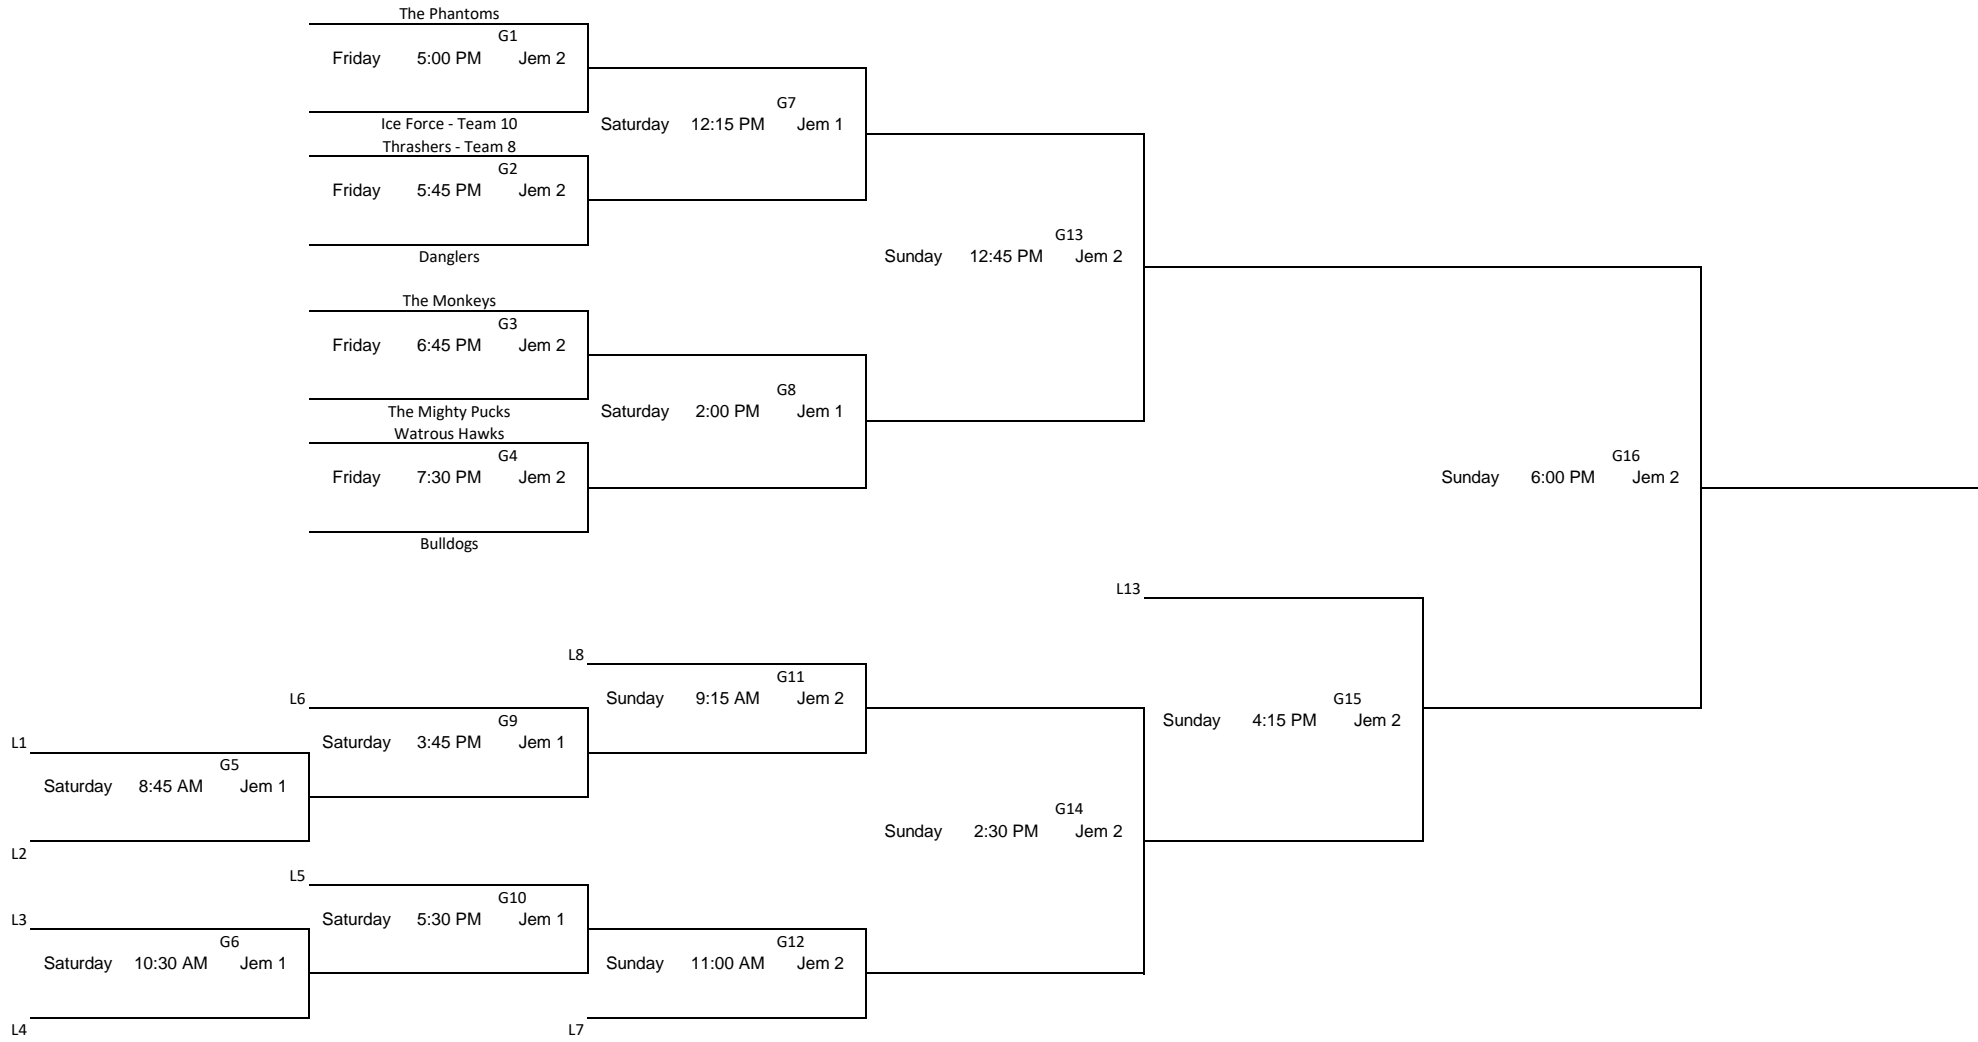 The Phantoms
G1
Friday 5:00 PM Jem 2
G7
Ice Force - Team 10
Saturday 12:15 PM Jem 1
Thrashers - Team 8
G2
Friday 5:45 PM Jem 2
G13
Danglers
Sunday 12:45 PM Jem 2
The Monkeys
G3
Friday 6:45 PM Jem 2
G8
The Mighty Pucks
Saturday 2:00 PM Jem 1
Watrous Hawks
G4
G16
Friday 7:30 PM Jem 2
Sunday 6:00 PM Jem 2
Bulldogs
L13
L8
G11
L6
Sunday 9:15 AM Jem 2
G15
G9
Sunday 4:15 PM Jem 2
L1
Saturday 3:45 PM Jem 1
G5
Saturday 8:45 AM Jem 1
G14
Sunday 2:30 PM Jem 2
L2
L5
G10
L3
Saturday 5:30 PM Jem 1
G6
G12
Saturday 10:30 AM Jem 1
Sunday 11:00 AM Jem 2
L4
L7